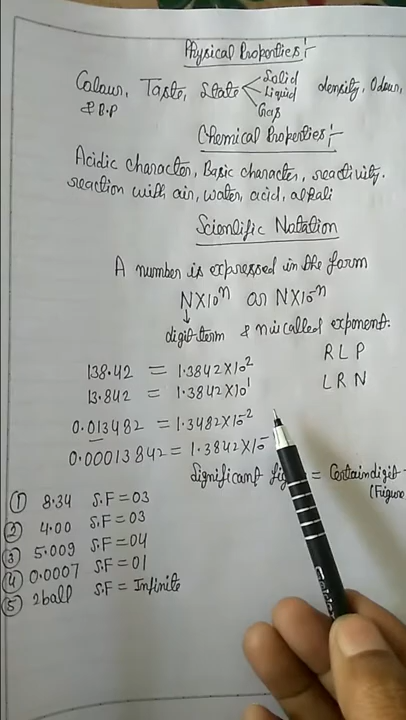 Physical Properties:-
Colour, Taste, State Solid Liquid Gas density, Odour,
& B.P
Chemical Properties:-
Acidic character, Basic character, reactivity.
reaction with air, water, acid, alkali
Scientific Notation
A number is expressed in the form
N×10ⁿ or N×10⁻ⁿ
↓
digit term & n is called exponent.
R L P
138.42 = 1.3842×10²
L R N
13.842 = 1.3842×10¹
0.013482 = 1.3482×10⁻²
0.00013842 = 1.3842×10⁻
Significant fig = Certain digit
(Figure
① 8.34 S.F = 03
② 4.00 S.F = 03
③ 5.009 S.F = 04
④ 0.0007 S.F = 01
⑤ 2 ball S.F = Infinite